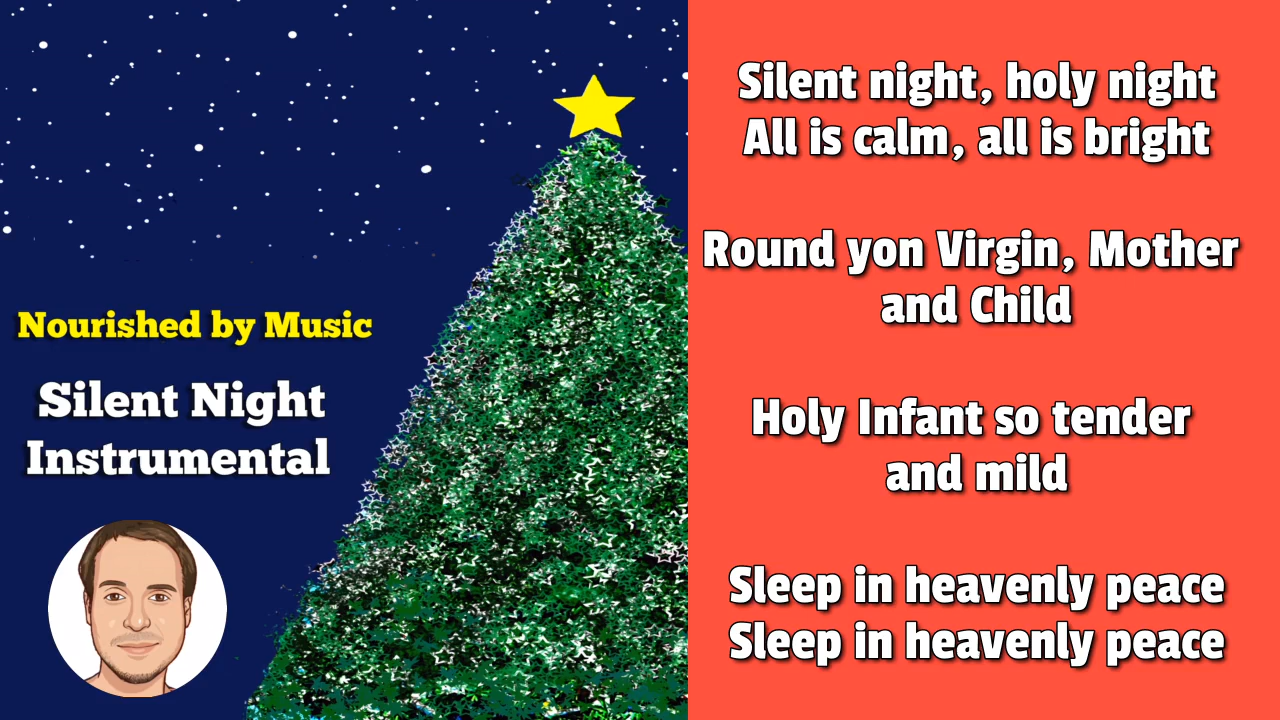 Nourished by Music
Silent Night
Instrumental
Silent night, holy night
All is calm, all is bright
Round yon Virgin, Mother
and Child
Holy Infant so tender
and mild
Sleep in heavenly peace
Sleep in heavenly peace